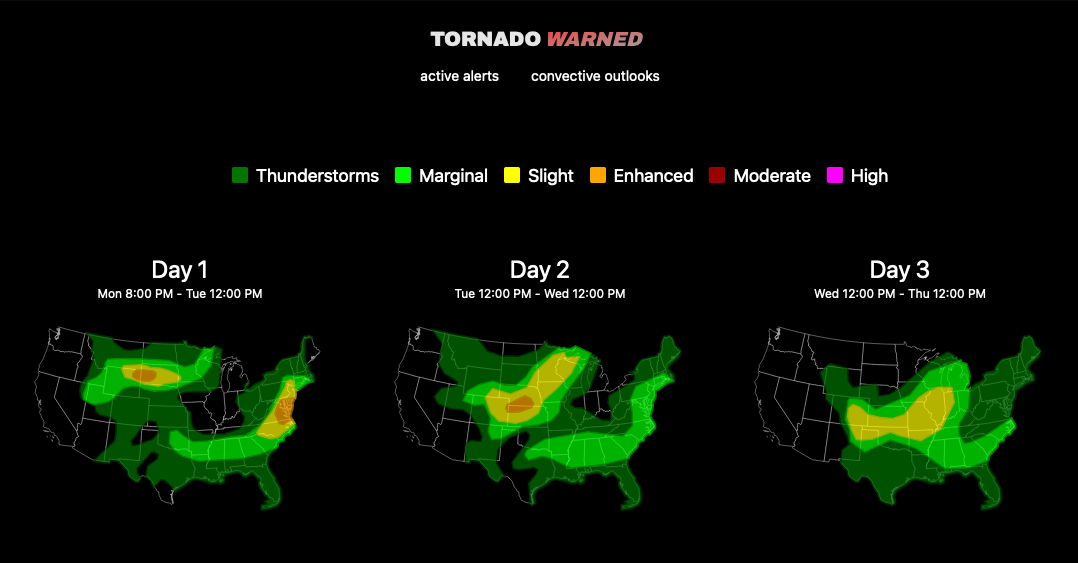 TORNADO WARNED
active alerts convective outlooks
Thunderstorms Marginal Slight Enhanced Moderate High
Day 1 Day 2 Day 3
Mon 8:00 PM - Tue 12:00 PM Tue 12:00 PM - Wed 12:00 PM Wed 12:00 PM - Thu 12:00 PM